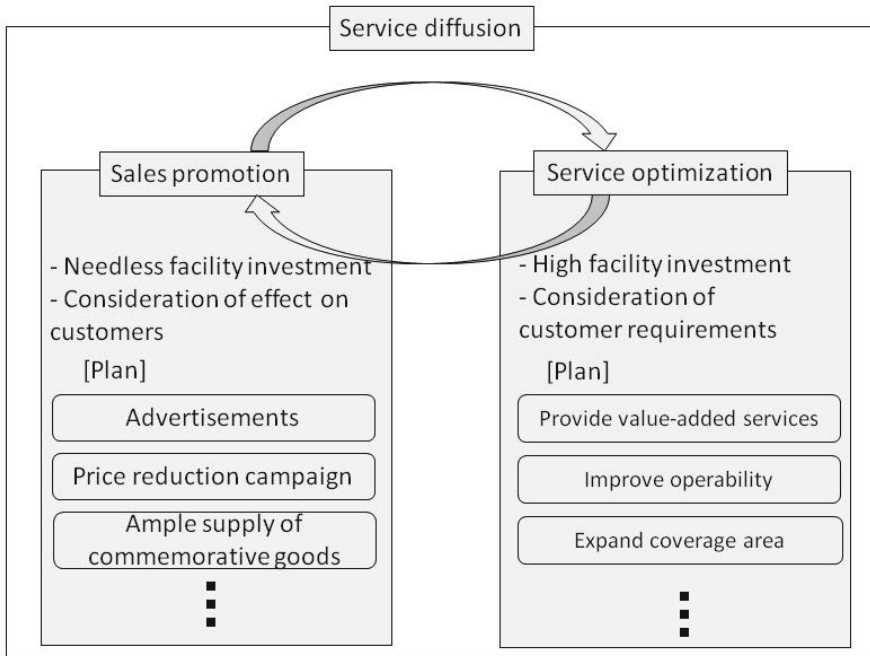 Service diffusion
Sales promotion
- Needless facility investment
- Consideration of effect on
customers
[Plan]
Advertisements
Price reduction campaign
Ample supply of
commemorative goods
Service optimization
- High facility investment
- Consideration of
customer requirements
[Plan]
Provide value-added services
Improve operability
Expand coverage area